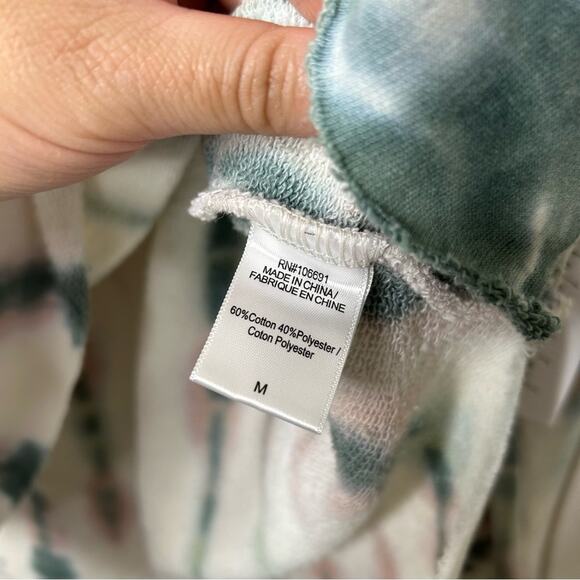 RN#106691
MADE IN CHINA/
FABRIQUE EN CHINE
60%Cotton 40%Polyester /
Coton Polyester
M